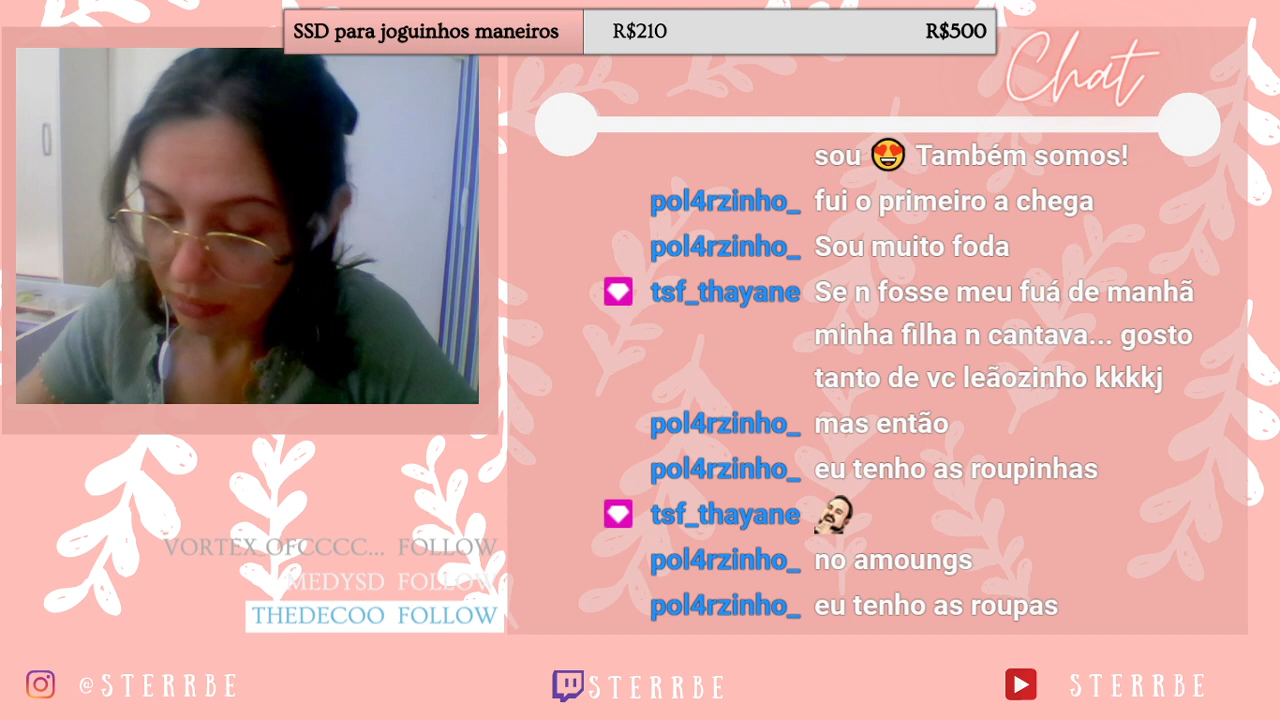 SSD para joguinhos maneiros R$210 R$500
Chat
sou 😍 Também somos!
pol4rzinho_ fui o primeiro a chega
pol4rzinho_ Sou muito foda
tsf_thayane Se n fosse meu fuá de manhã
minha filha n cantava... gosto
tanto de vc leãozinho kkkkj
pol4rzinho_ mas então
pol4rzinho_ eu tenho as roupinhas
tsf_thayane
pol4rzinho_ no amoungs
pol4rzinho_ eu tenho as roupas
VORTEX_OFCCCC... FOLLOW
MEDYSD FOLLOW
THEDECOO FOLLOW
@STERRBE
STERRBE
STERRBE